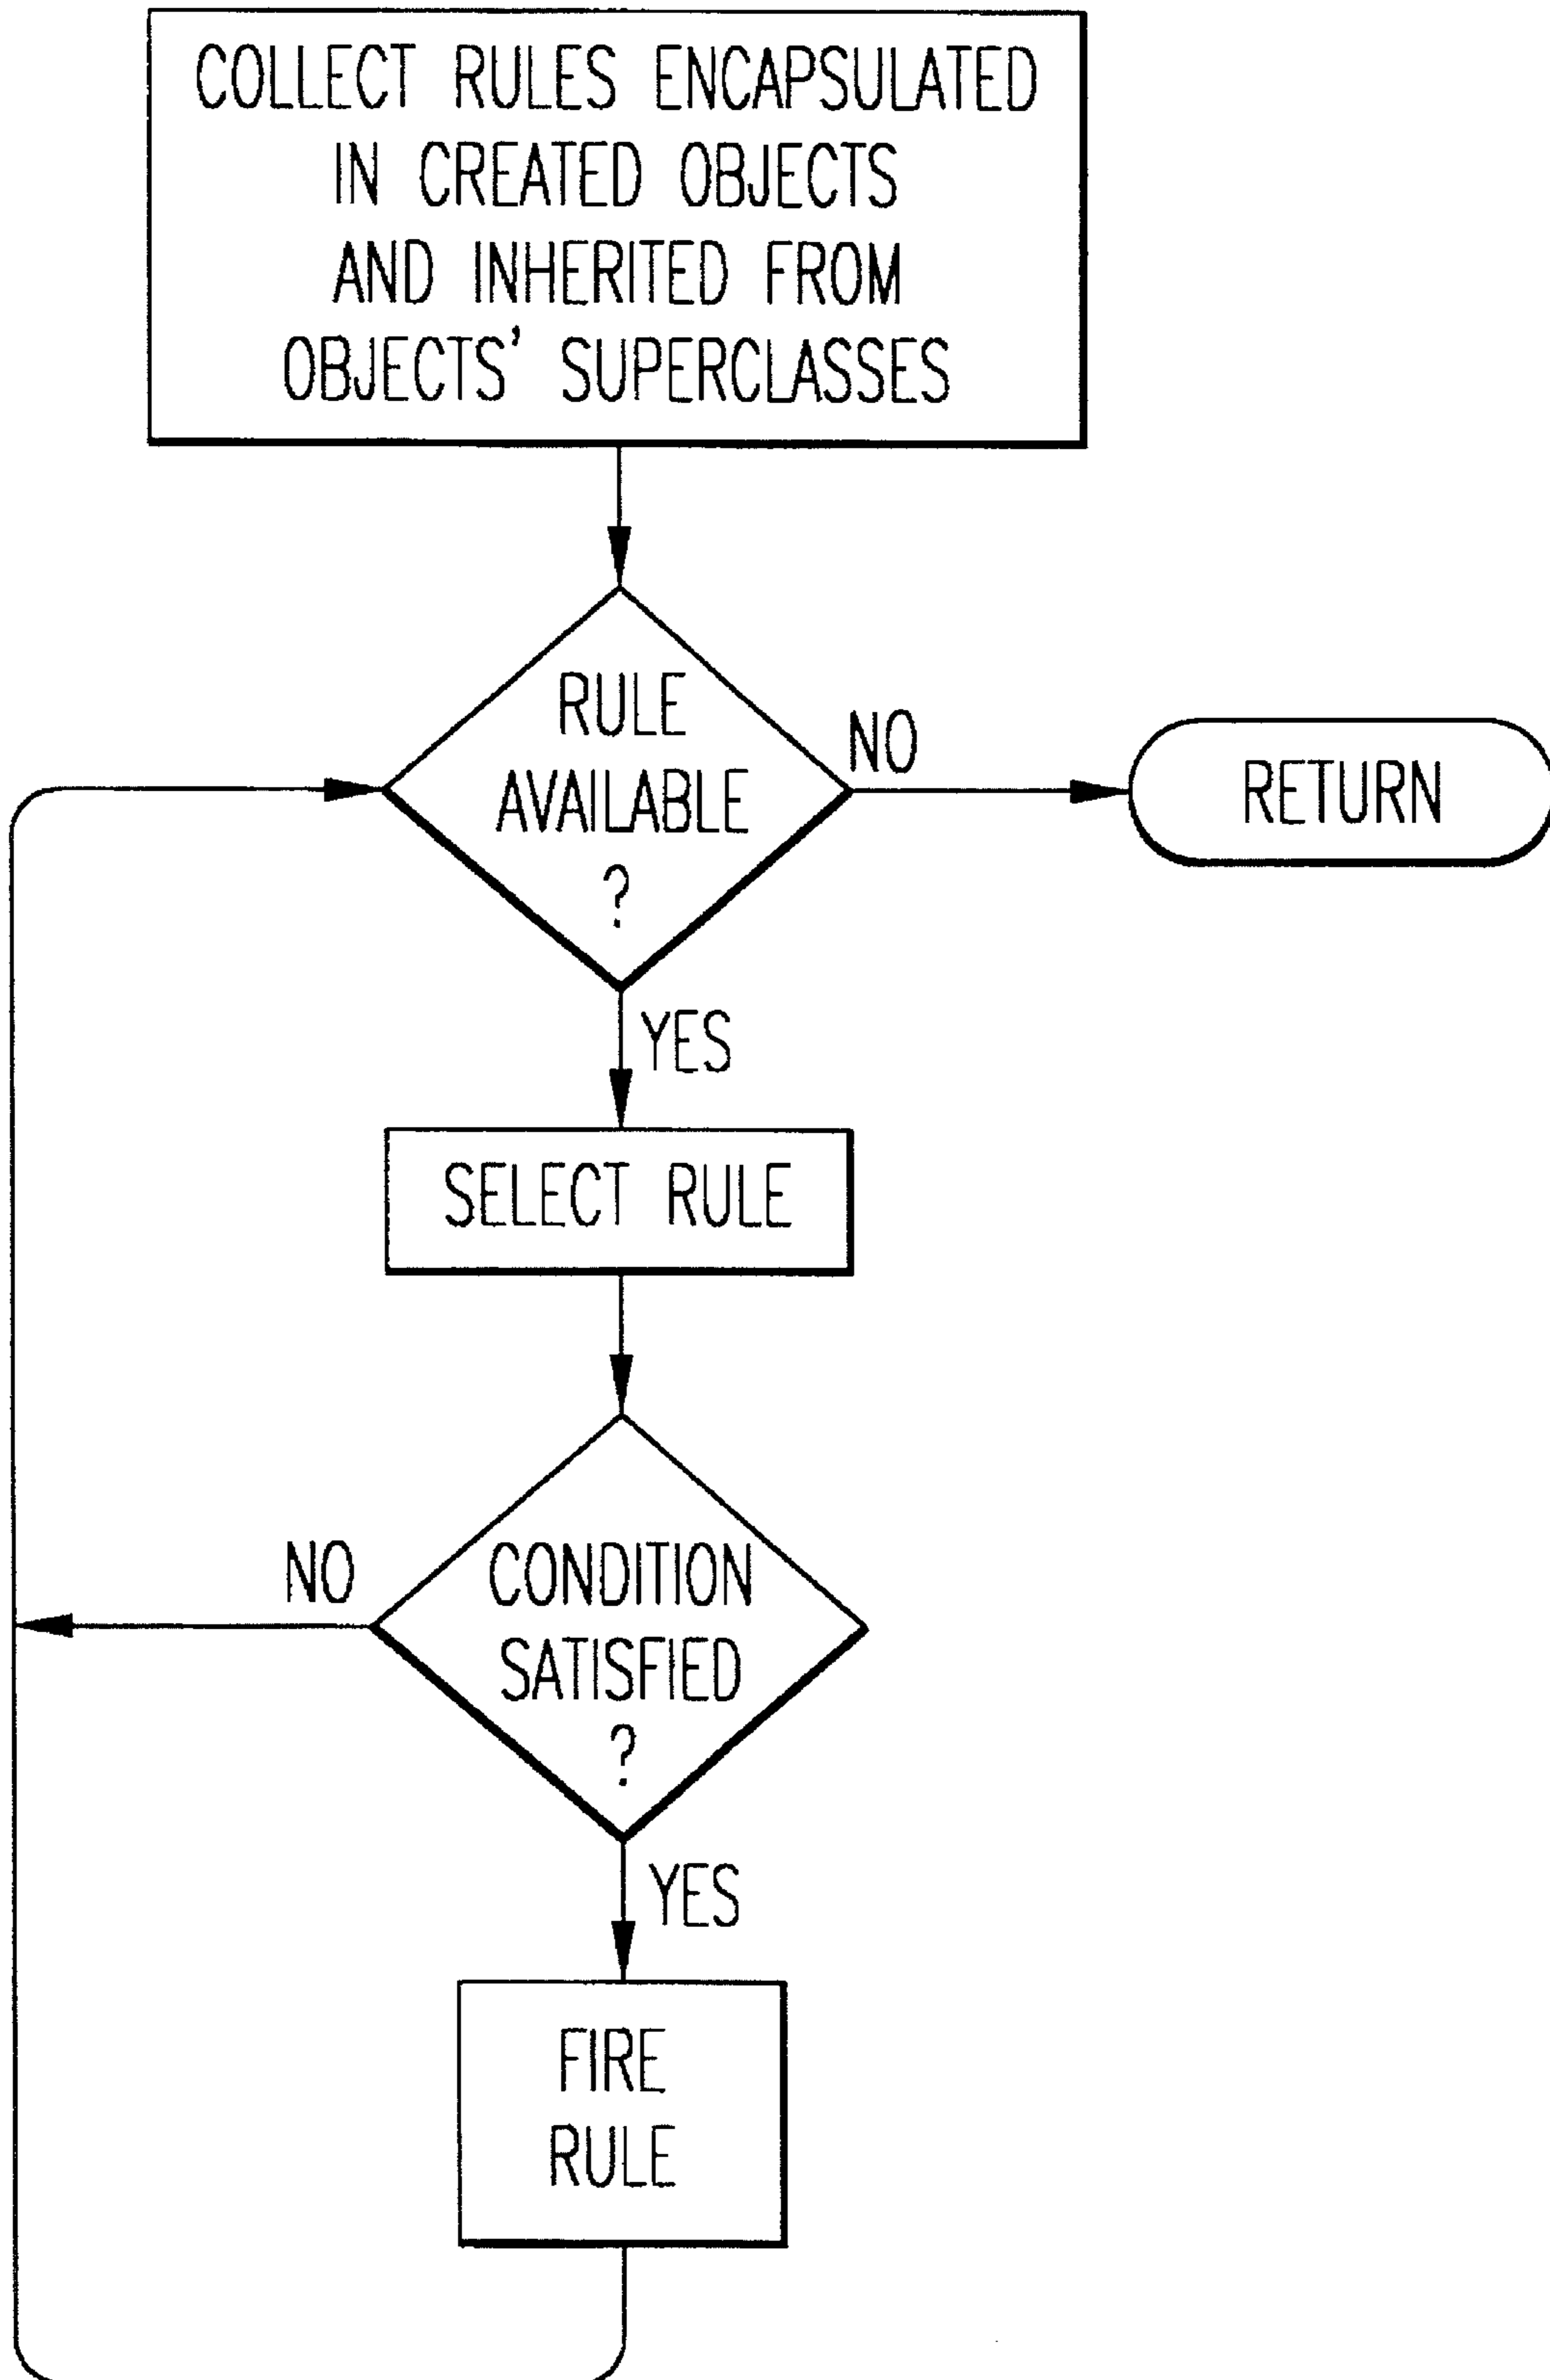 COLLECT RULES ENCAPSULATED
IN CREATED OBJECTS
AND INHERITED FROM
OBJECTS' SUPERCLASSES
RULE
AVAILABLE
?
NO
RETURN
YES
SELECT RULE
NO
CONDITION
SATISFIED
?
YES
FIRE
RULE